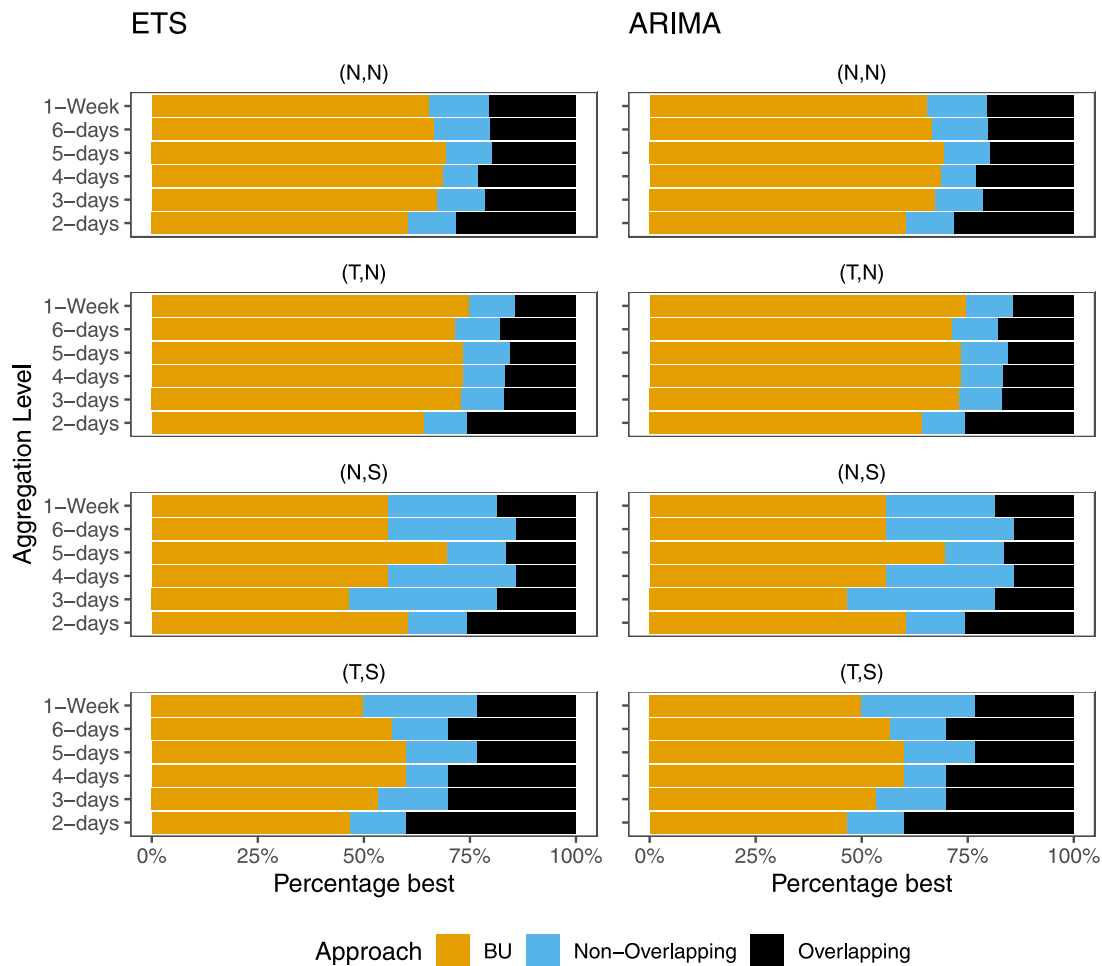 ETS
ARIMA
(N,N)
(N,N)
1−Week
6−days
5−days
4−days
3−days
2−days
(T,N)
(T,N)
1−Week
6−days
5−days
4−days
3−days
2−days
Aggregation Level
(N,S)
(N,S)
1−Week
6−days
5−days
4−days
3−days
2−days
(T,S)
(T,S)
1−Week
6−days
5−days
4−days
3−days
2−days
0% 25% 50% 75% 100%
0% 25% 50% 75% 100%
Percentage best
Percentage best
Approach BU Non−Overlapping Overlapping